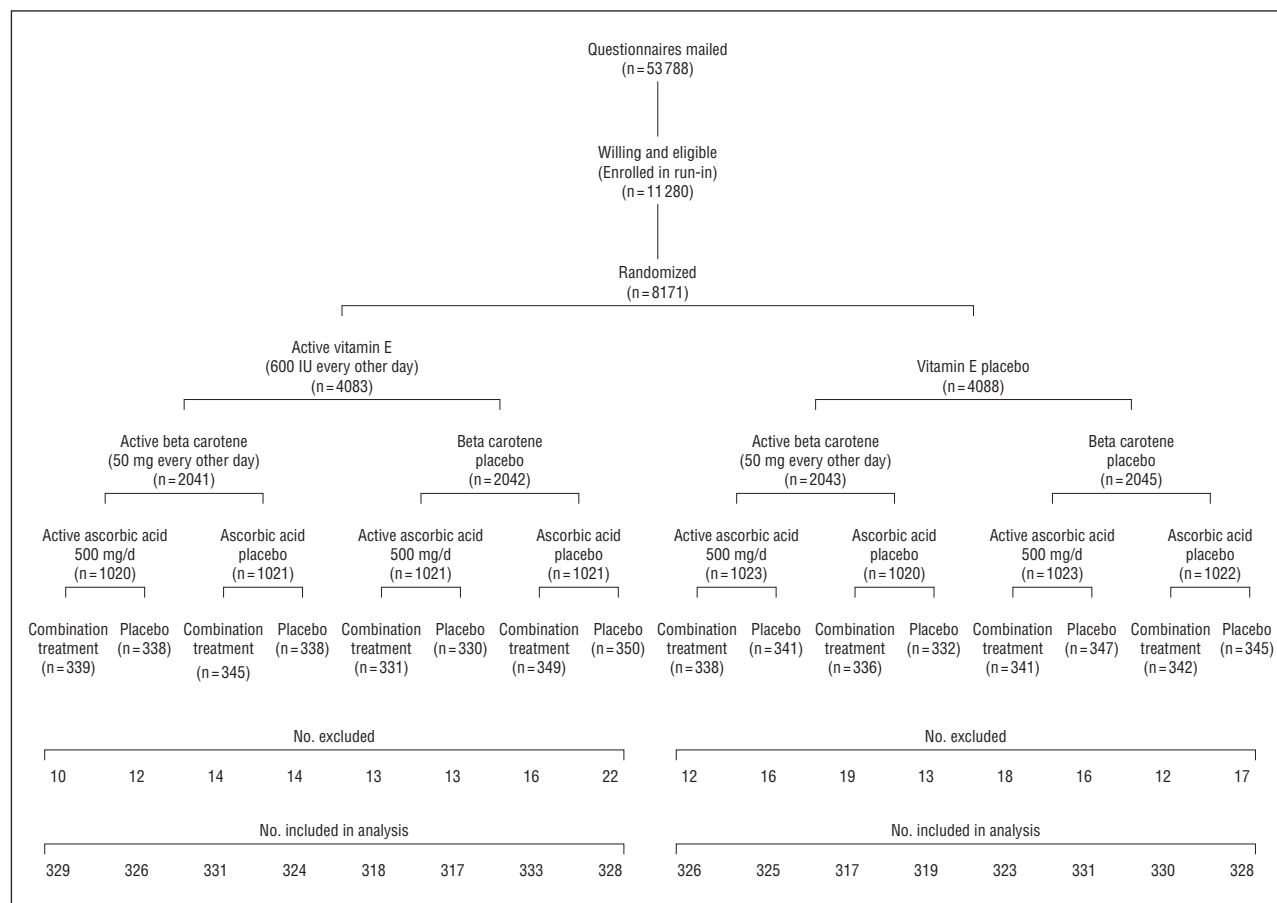 Questionnaires mailed
(n=53 788)
Willing and eligible
(Enrolled in run-in)
(n=11 280)
Randomized
(n=8171)
Active vitamin E
(600 IU every other day)
(n=4083)
Vitamin E placebo
(n=4088)
Active beta carotene
(50 mg every other day)
(n=2041)
Beta carotene
placebo
(n=2042)
Active beta carotene
(50 mg every other day)
(n=2043)
Beta carotene
placebo
(n=2045)
Active ascorbic acid
500 mg/d
(n=1020)
Ascorbic acid
placebo
(n=1021)
Active ascorbic acid
500 mg/d
(n=1021)
Ascorbic acid
placebo
(n=1021)
Active ascorbic acid
500 mg/d
(n=1023)
Ascorbic acid
placebo
(n=1020)
Active ascorbic acid
500 mg/d
(n=1023)
Ascorbic acid
placebo
(n=1022)
Combination
treatment
(n=339)
Placebo
(n=338)
Combination
treatment
(n=345)
Placebo
(n=338)
Combination
treatment
(n=331)
Placebo
(n=330)
Combination
treatment
(n=349)
Placebo
(n=350)
Combination
treatment
(n=338)
Placebo
(n=341)
Combination
treatment
(n=336)
Placebo
(n=332)
Combination
treatment
(n=341)
Placebo
(n=347)
Combination
treatment
(n=342)
Placebo
(n=345)
No. excluded
10 12 14 14 13 13 16 22
No. excluded
12 16 19 13 18 16 12 17
No. included in analysis
329 326 331 324 318 317 333 328
No. included in analysis
326 325 317 319 323 331 330 328